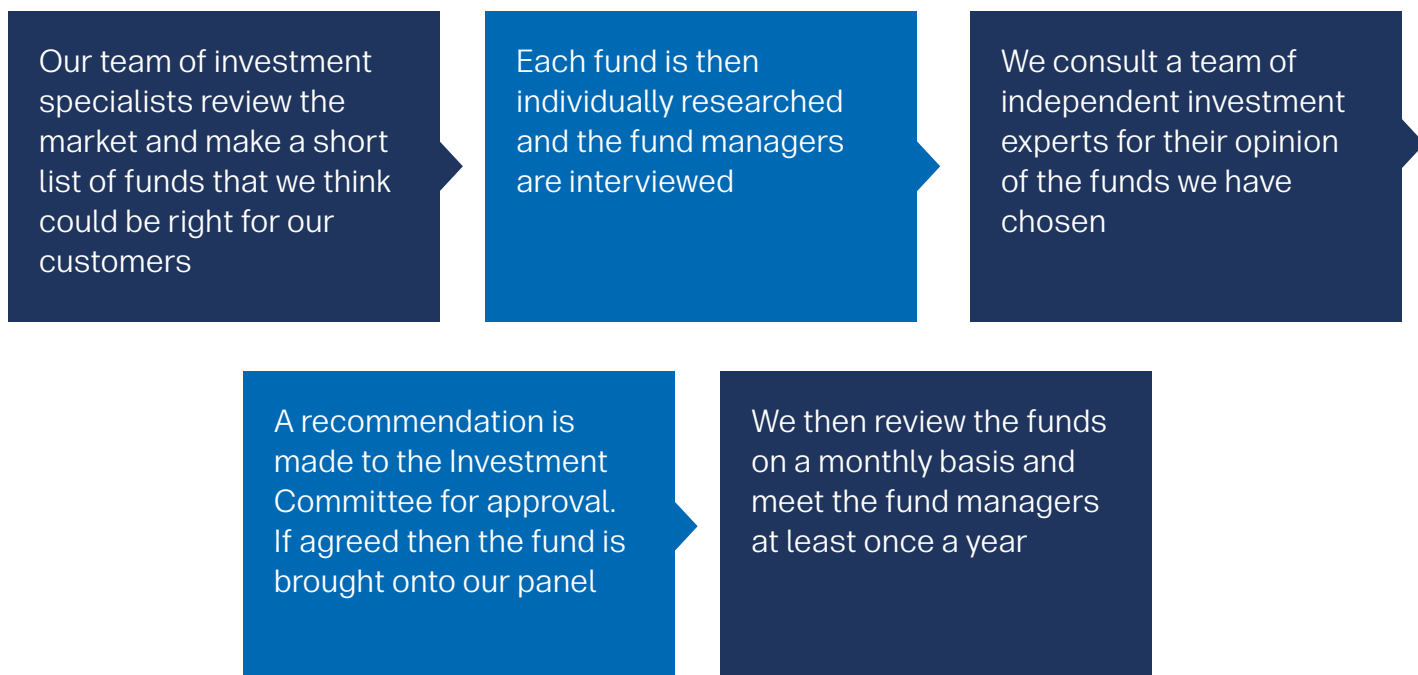 Our team of investment
specialists review the
market and make a short
list of funds that we think
could be right for our
customers
Each fund is then
individually researched
and the fund managers
are interviewed
We consult a team of
independent investment
experts for their opinion
of the funds we have
chosen
A recommendation is
made to the Investment
Committee for approval.
If agreed then the fund is
brought onto our panel
We then review the funds
on a monthly basis and
meet the fund managers
at least once a year